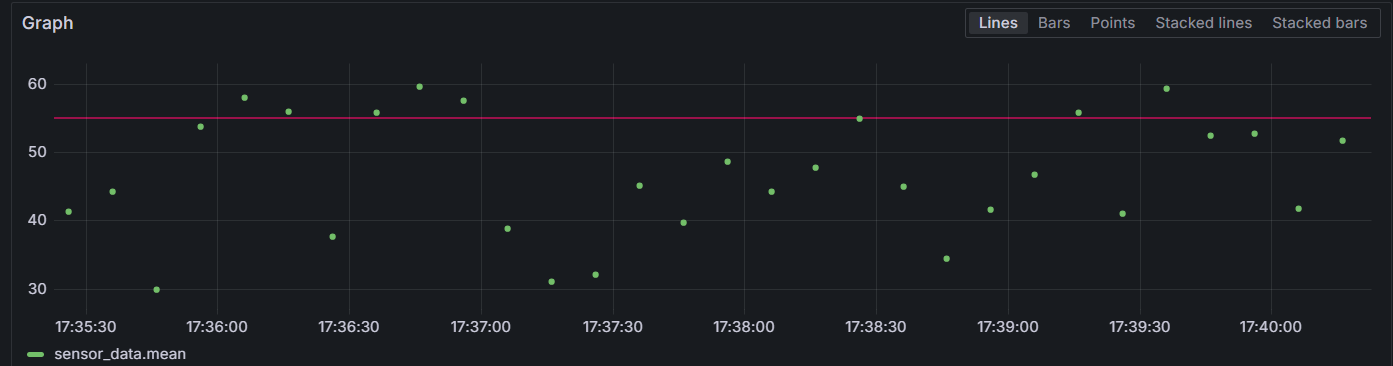 Graph
Lines Bars Points Stacked lines Stacked bars
60
50
40
30
17:35:30 17:36:00 17:36:30 17:37:00 17:37:30 17:38:00 17:38:30 17:39:00 17:39:30 17:40:00
sensor_data.mean